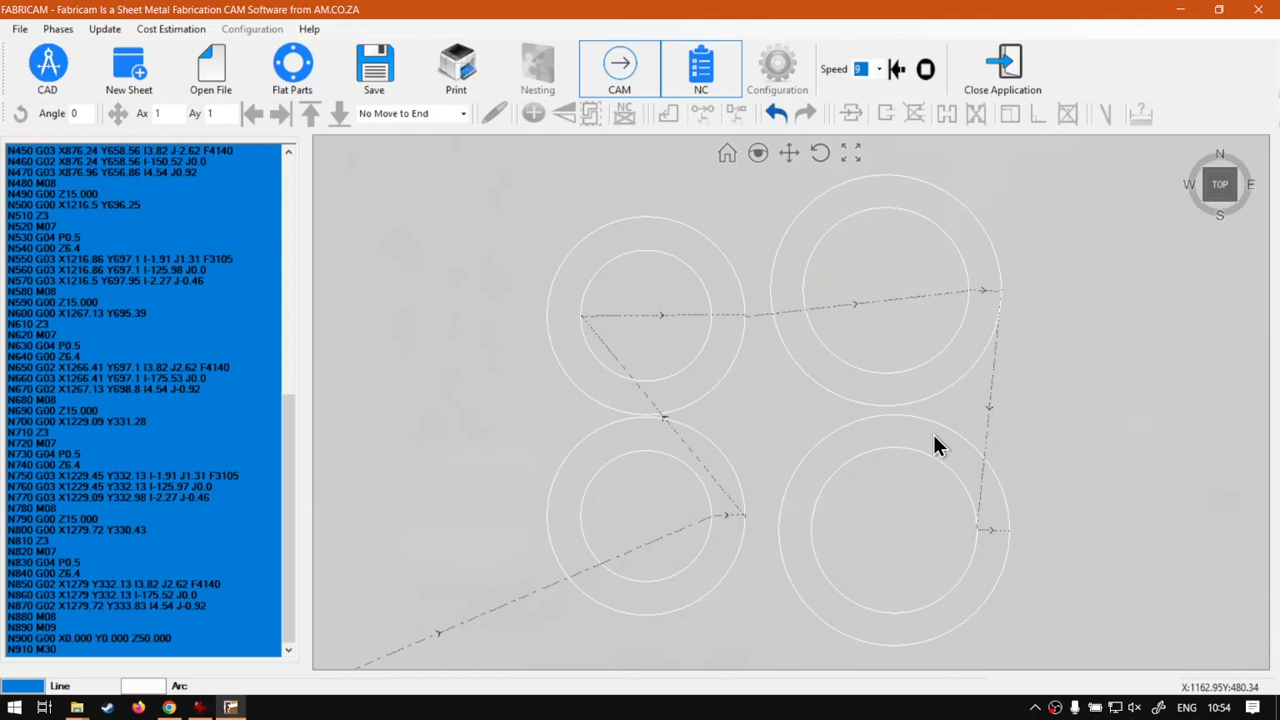 FABRICAM - Fabricam Is a Sheet Metal Fabrication CAM Software from AM.CO.ZA
File Phases Update Cost Estimation Configuration Help
CAD New Sheet Open File Flat Parts Save Print Nesting CAM NC Configuration Speed 9 Close Application
Angle 0 Ax 1 Ay 1 No Move to End NC
N450 G03 X876.24 Y658.56 I3.82 J-2.62 F4140
N460 G02 X876.24 Y658.56 I-150.52 J0.0
N470 G03 X876.96 Y656.86 I4.54 J0.92
N480 M08
N490 G00 Z15.000
N500 G00 X1216.5 Y696.25
N510 Z3
N520 M07
N530 G04 P0.5
N540 G00 Z6.4
N550 G03 X1216.86 Y697.1 I-1.91 J1.31 F3105
N560 G03 X1216.86 Y697.1 I-125.98 J0.0
N570 G03 X1216.5 Y697.95 I-2.27 J-0.46
N580 M08
N590 G00 Z15.000
N600 G00 X1267.13 Y695.39
N610 Z3
N620 M07
N630 G04 P0.5
N640 G00 Z6.4
N650 G02 X1266.41 Y697.1 I3.82 J2.62 F4140
N660 G03 X1266.41 Y697.1 I-175.53 J0.0
N670 G02 X1267.13 Y698.8 I4.54 J-0.92
N680 M08
N690 G00 Z15.000
N700 G00 X1229.09 Y331.28
N710 Z3
N720 M07
N730 G04 P0.5
N740 G00 Z6.4
N750 G03 X1229.45 Y332.13 I-1.91 J1.31 F3105
N760 G03 X1229.45 Y332.13 I-125.97 J0.0
N770 G03 X1229.09 Y332.98 I-2.27 J-0.46
N780 M08
N790 G00 Z15.000
N800 G00 X1279.72 Y330.43
N810 Z3
N820 M07
N830 G04 P0.5
N840 G00 Z6.4
N850 G02 X1279 Y332.13 I3.82 J2.62 F4140
N860 G03 X1279 Y332.13 I-175.52 J0.0
N870 G02 X1279.72 Y333.83 I4.54 J-0.92
N880 M08
N890 M09
N900 G00 X0.000 Y0.000 Z50.000
N910 M30
N
W TOP E
S
Line Arc X:1162.95Y:480.34
ENG 10:54